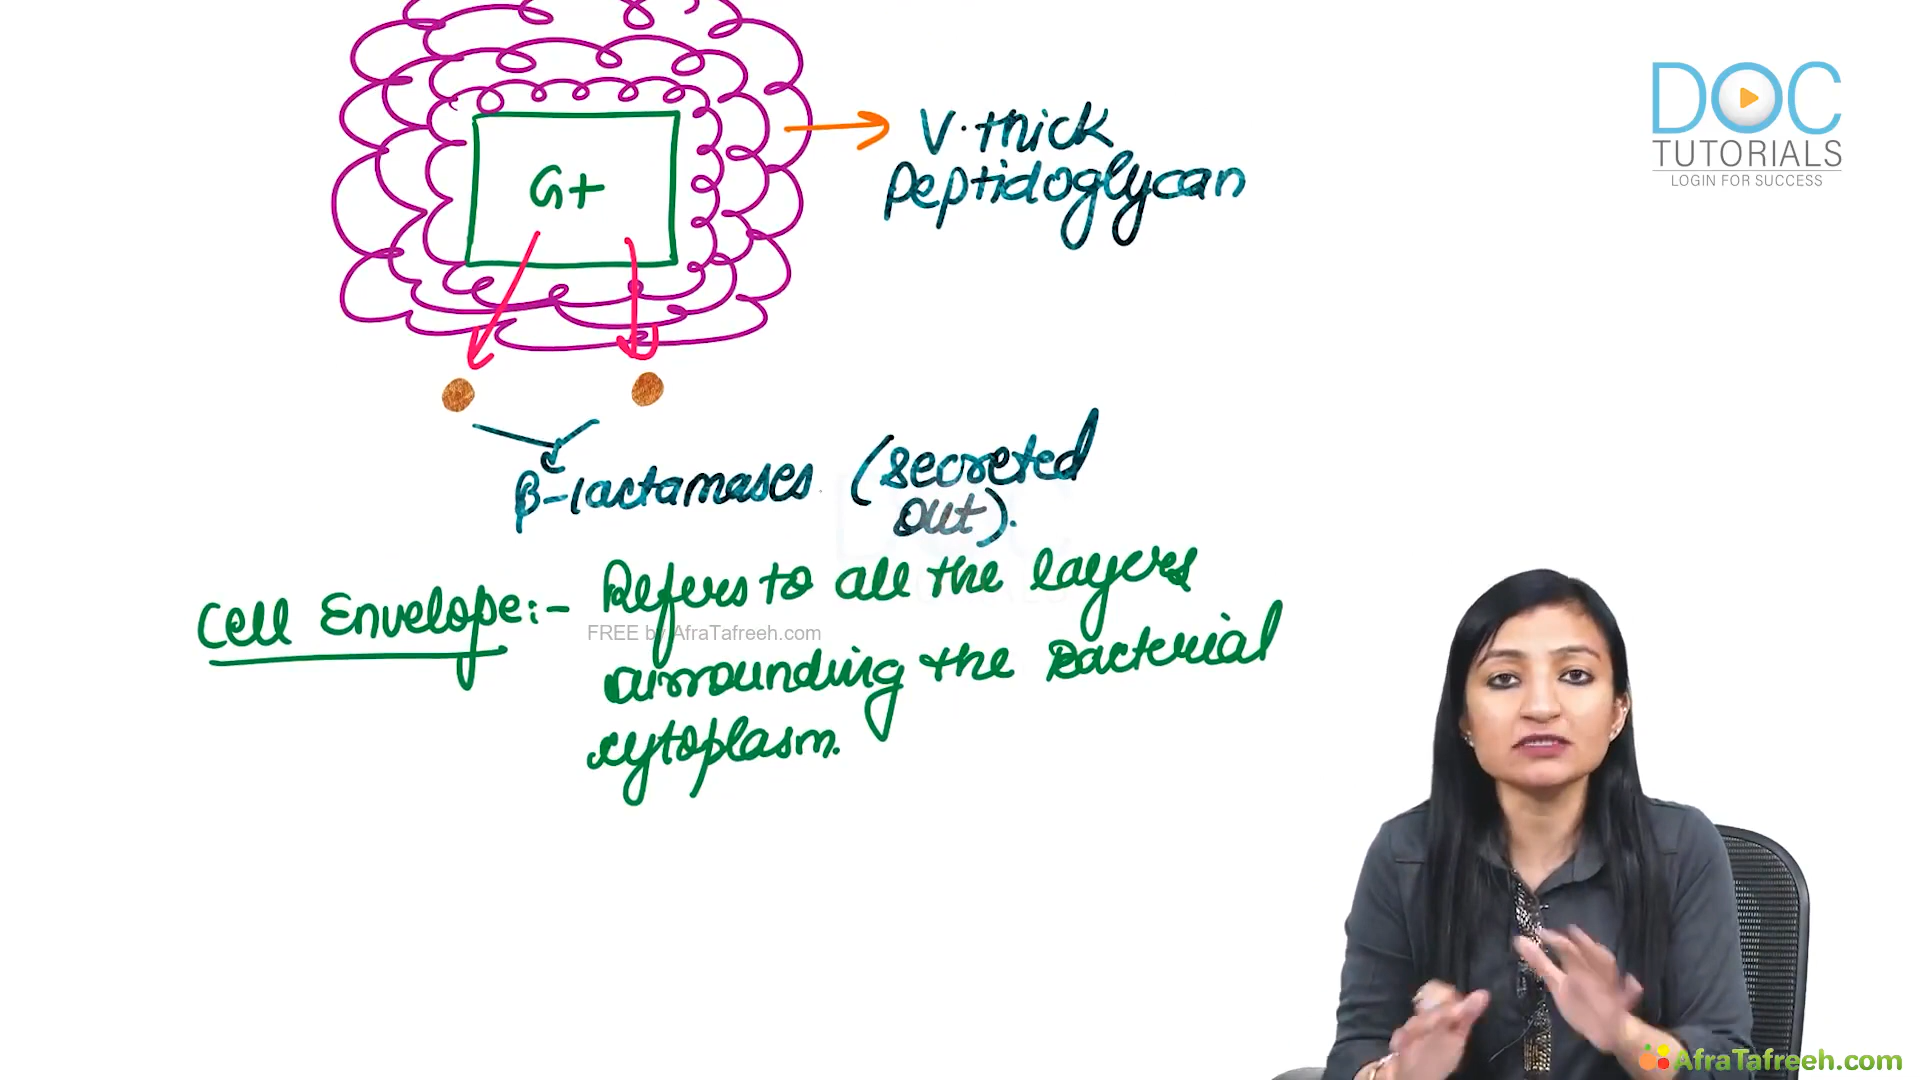 DOC
TUTORIALS
LOGIN FOR SUCCESS
G+
V. thick
peptidoglycan
β-lactamases (secreted
out).
Cell Envelope:- Refers to all the layers
FREE by AfraTafreeh.com
surrounding the Bacterial
cytoplasm.
AfraTafreeh.com